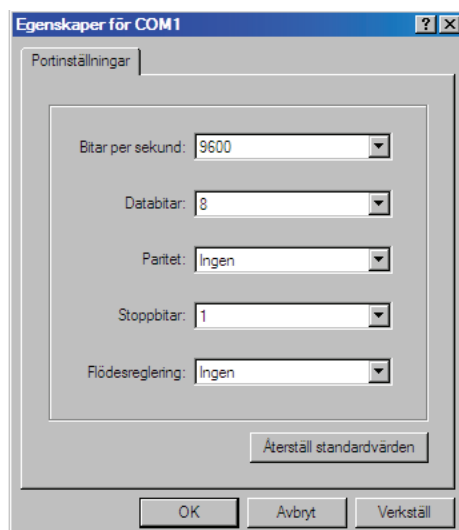 Egenskaper för COM1
Portinställningar
Bitar per sekund: 9600
Databitar: 8
Paritet: Ingen
Stoppbitar: 1
Flödesreglering: Ingen
Återställ standardvärden
OK Avbryt Verkställ